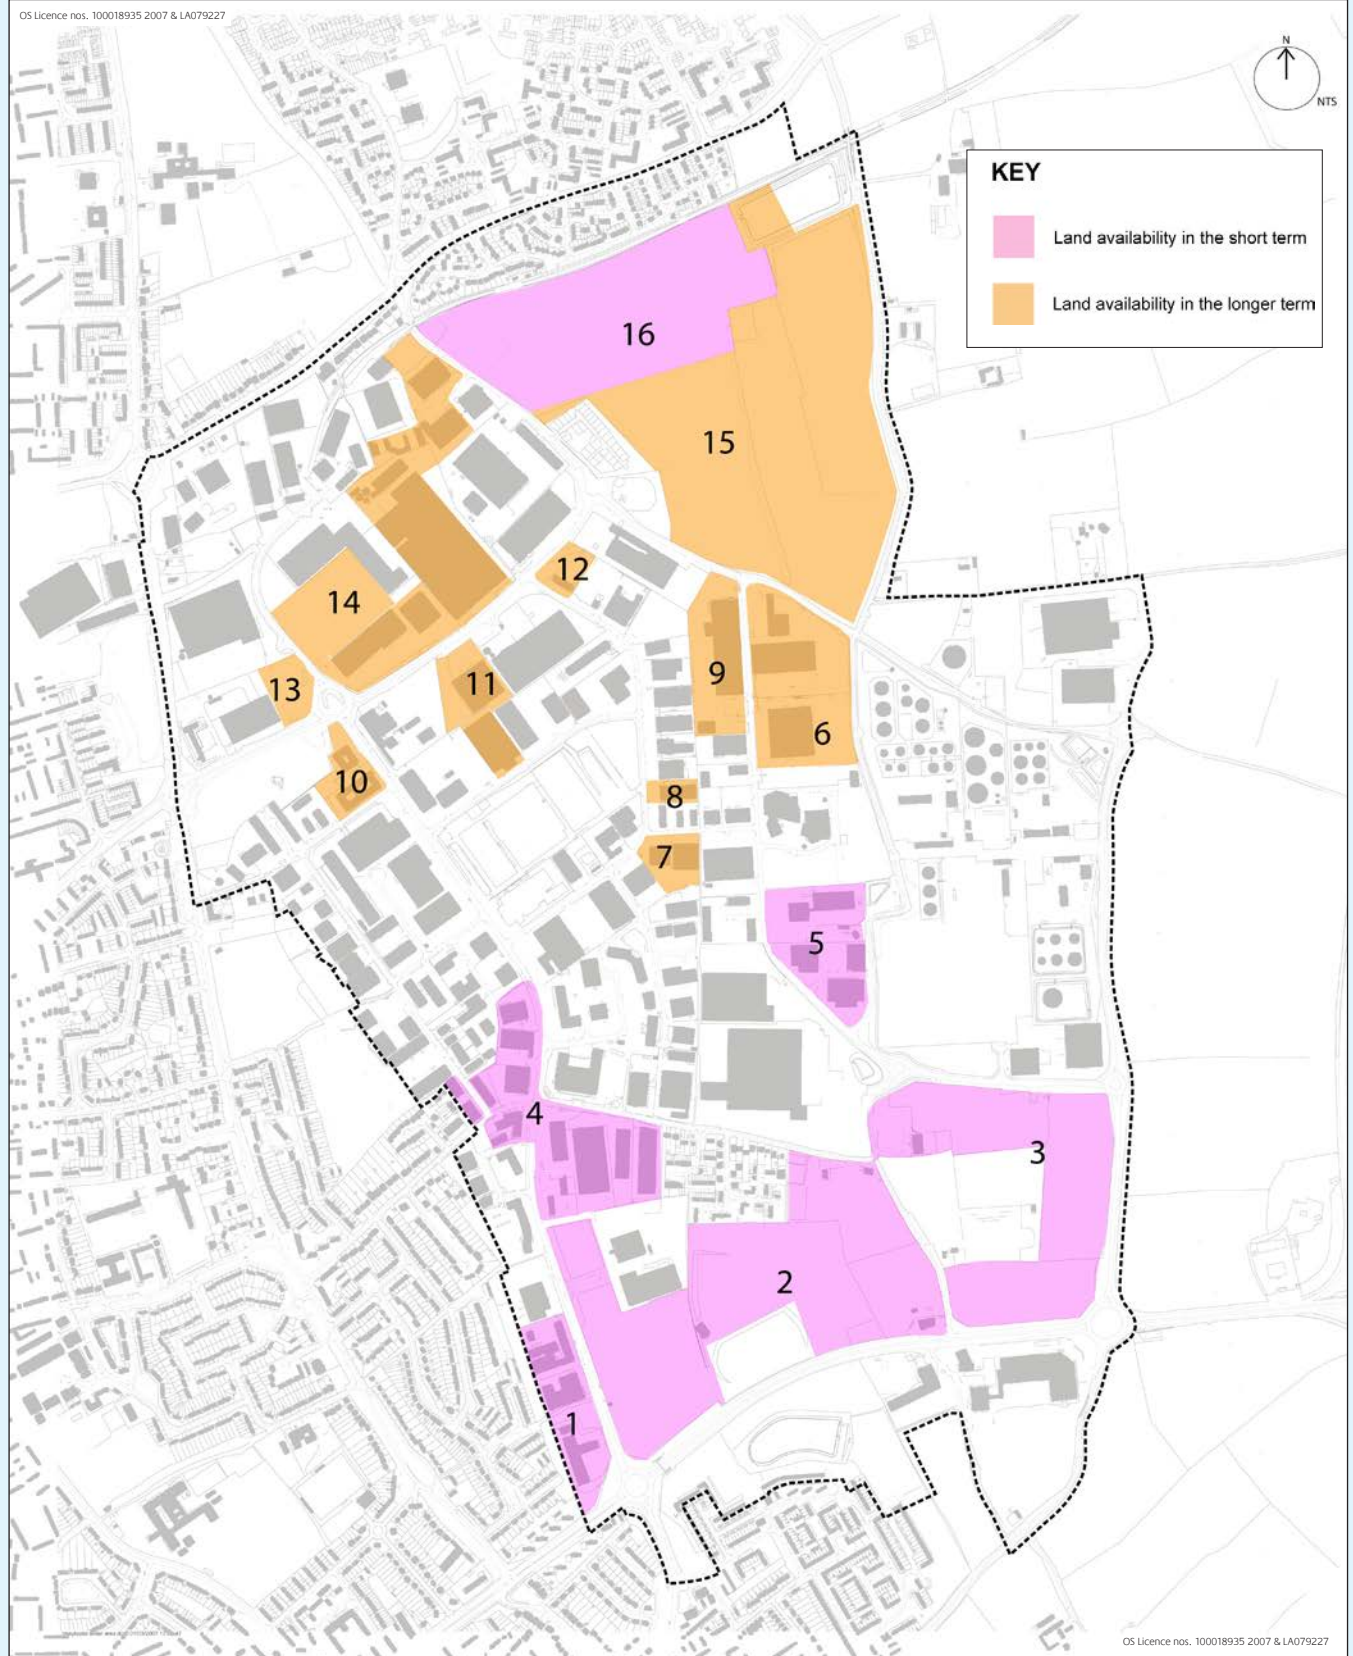 OS Licence nos. 100018935 2007 & LA079227
N
NTS
KEY
Land availability in the short term
Land availability in the longer term
16
15
12
14
9
11
13
6
10
8
7
5
4
3
2
1
OS Licence nos. 100018935 2007 & LA079227